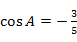 cos A = −3/5